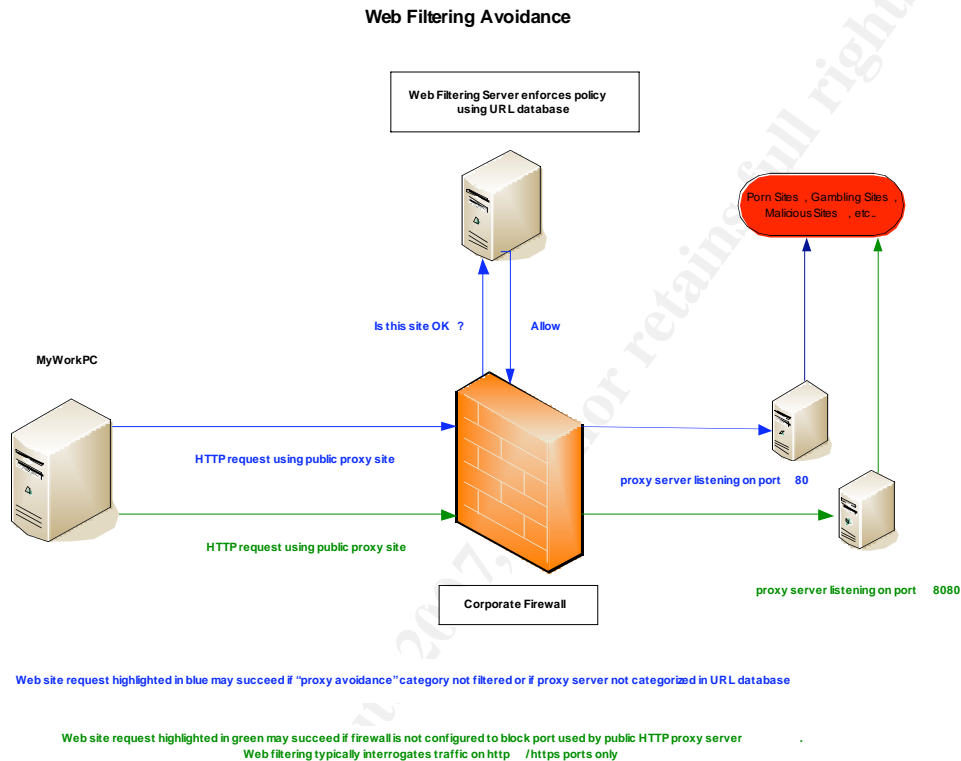 Web Filtering Avoidance
Web Filtering Server enforces policy
using URL database
Porn Sites , Gambling Sites ,
Malicious Sites , etc..
Is this site OK ?
Allow
MyWorkPC
HTTP request using public proxy site
proxy server listening on port 80
HTTP request using public proxy site
proxy server listening on port 8080
Corporate Firewall
Web site request highlighted in blue may succeed if “proxy avoidance” category not filtered or if proxy server not categorized in URL database
Web site request highlighted in green may succeed if firewall is not configured to block port used by public HTTP proxy server .
Web filtering typically interrogates traffic on http /https ports only
2007,
or retains full right